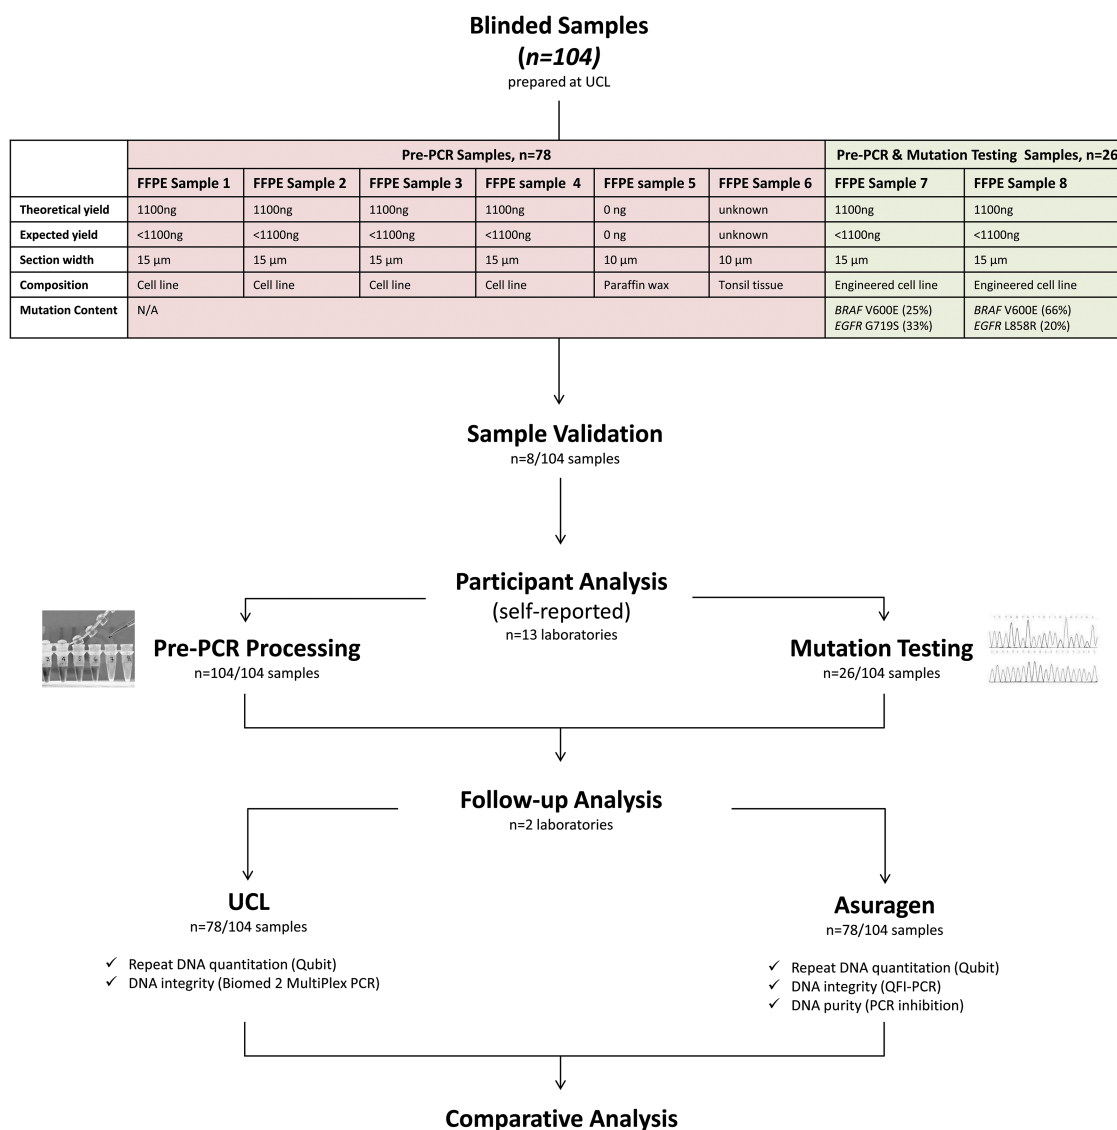 Blinded Samples
(n=104)
prepared at UCL
Pre-PCR Samples, n=78 Pre-PCR & Mutation Testing Samples, n=26
FFPE Sample 1 FFPE Sample 2 FFPE Sample 3 FFPE sample 4 FFPE sample 5 FFPE Sample 6 FFPE Sample 7 FFPE Sample 8
Theoretical yield 1100ng 1100ng 1100ng 1100ng 0 ng unknown 1100ng 1100ng
Expected yield <1100ng <1100ng <1100ng <1100ng 0 ng unknown <1100ng <1100ng
Section width 15 µm 15 µm 15 µm 15 µm 10 µm 10 µm 15 µm 15 µm
Composition Cell line Cell line Cell line Cell line Paraffin wax Tonsil tissue Engineered cell line Engineered cell line
Mutation Content N/A BRAF V600E (25%) BRAF V600E (66%)
EGFR G719S (33%) EGFR L858R (20%)
Sample Validation
n=8/104 samples
Participant Analysis
(self-reported)
n=13 laboratories
Pre-PCR Processing Mutation Testing
n=104/104 samples n=26/104 samples
Follow-up Analysis
n=2 laboratories
UCL Asuragen
n=78/104 samples n=78/104 samples
✓ Repeat DNA quantitation (Qubit) ✓ Repeat DNA quantitation (Qubit)
✓ DNA integrity (Biomed 2 MultiPlex PCR) ✓ DNA integrity (QFI-PCR)
✓ DNA purity (PCR inhibition)
Comparative Analysis